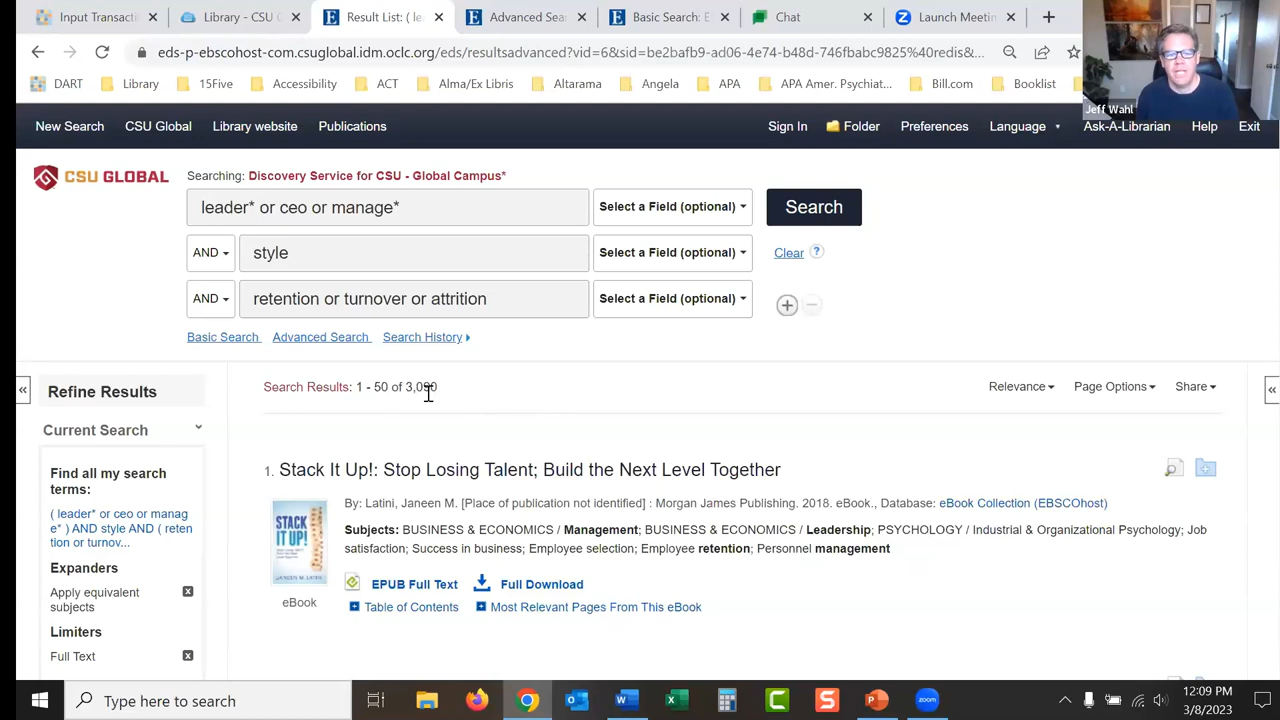 Input Transacti
Library - CSU G
Result List: ( le
Advanced Sear
Basic Search: E
Chat
Launch Meetin
eds-p-ebscohost-com.csuglobal.idm.oclc.org/eds/resultsadvanced?vid=6&sid=be2bafb9-ad06-4e74-b48d-746fbabc9825%40redis&...
DART
Library
15Five
Accessibility
ACT
Alma/ExLibris
Altarama
Angela
APA
APA Amer. Psychiat...
Bill.com
Booklist
Jeff Wahl
New Search
CSU Global
Library website
Publications
Sign In
Folder
Preferences
Language
Ask-A-Librarian
Help
Exit
CSU GLOBAL
Searching: Discovery Service for CSU - Global Campus*
leader* or ceo or manage*
Select a Field (optional)
Search
AND
style
Select a Field (optional)
Clear ?
AND
retention or turnover or attrition
Select a Field (optional)
Basic Search
Advanced Search
Search History
Refine Results
Search Results: 1 - 50 of
Relevance
Page Options
Share
Current Search
Find all my search
terms:
( leader* or ceo or manag
e* ) AND style AND ( reten
tion or turnov...
Expanders
Apply equivalent
subjects
Limiters
Full Text
1. Stack It Up!: Stop Losing Talent; Build the Next Level Together
By: Latini, Janeen M. [Place of publication not identified] : Morgan James Publishing. 2018. eBook., Database: eBook Collection (EBSCOhost)
Subjects: BUSINESS & ECONOMICS / Management; BUSINESS & ECONOMICS / Leadership; PSYCHOLOGY / Industrial & Organizational Psychology; Job
satisfaction; Success in business; Employee selection; Employee retention; Personnel management
STACK
IT UP!
eBook
EPUB Full Text
Full Download
Table of Contents
Most Relevant Pages From This eBook
Type here to search
12:09 PM
3/8/2023